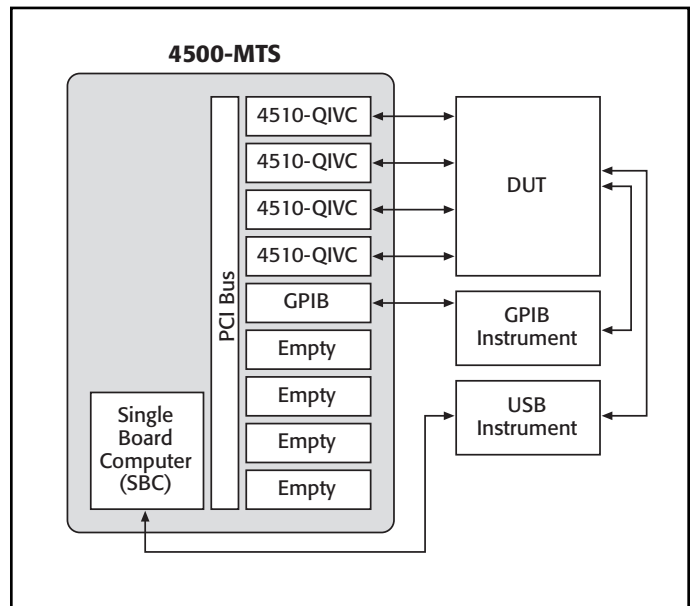 4500-MTS
4510-QIVC
4510-QIVC
4510-QIVC
4510-QIVC
GPIB
Empty
Empty
Empty
Empty
PCI Bus
Single
Board
Computer
(SBC)
DUT
GPIB
Instrument
USB
Instrument